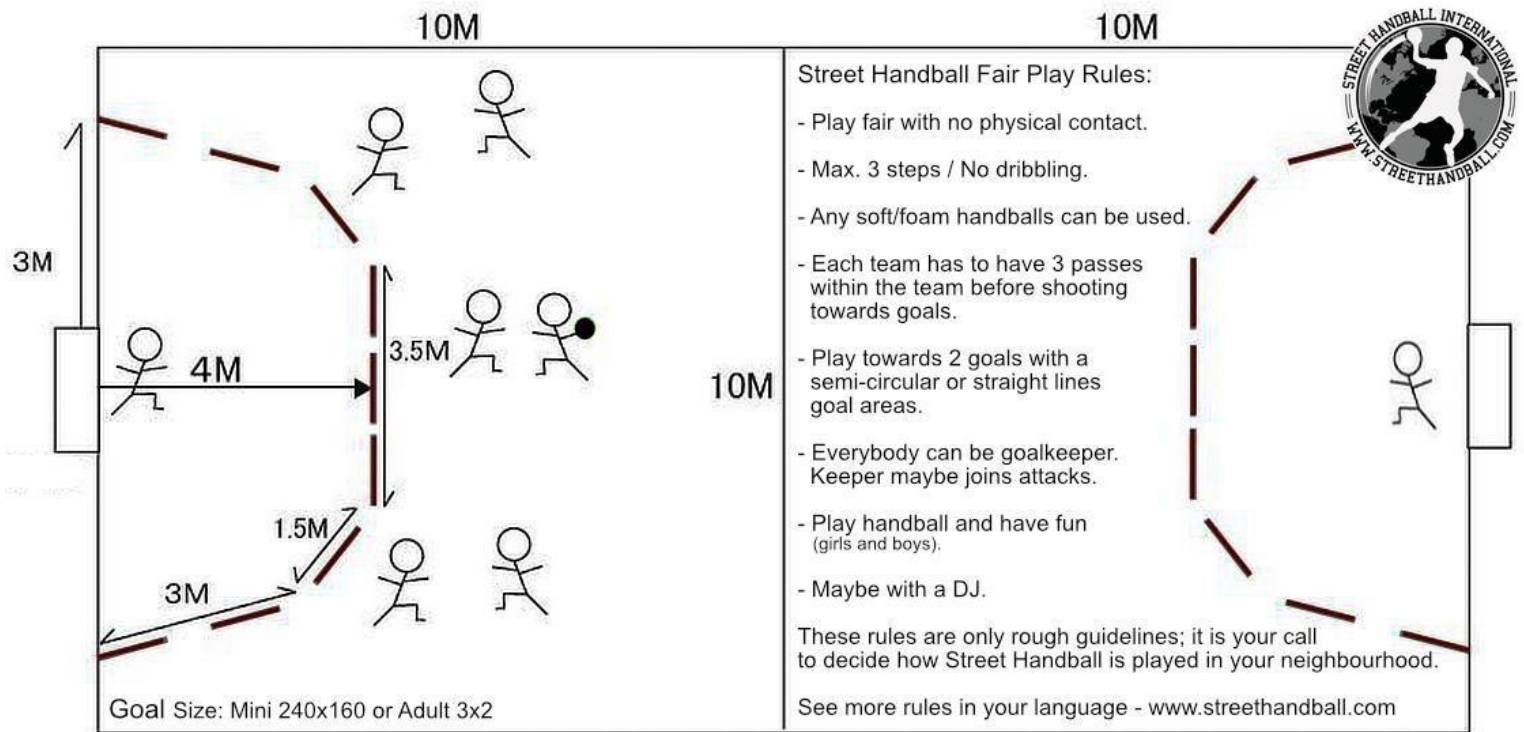 10M
10M
STREET HANDBALL INTERNATIONAL
WWW.STREETHANDBALL.COM
3M
4M
3.5M
10M
1.5M
3M
Goal Size: Mini 240x160 or Adult 3x2
Street Handball Fair Play Rules:
- Play fair with no physical contact.
- Max. 3 steps / No dribbling.
- Any soft/foam handballs can be used.
- Each team has to have 3 passes
within the team before shooting
towards goals.
- Play towards 2 goals with a
semi-circular or straight lines
goal areas.
- Everybody can be goalkeeper.
Keeper maybe joins attacks.
- Play handball and have fun
(girls and boys).
- Maybe with a DJ.
These rules are only rough guidelines; it is your call
to decide how Street Handball is played in your neighbourhood.
See more rules in your language - www.streethandball.com